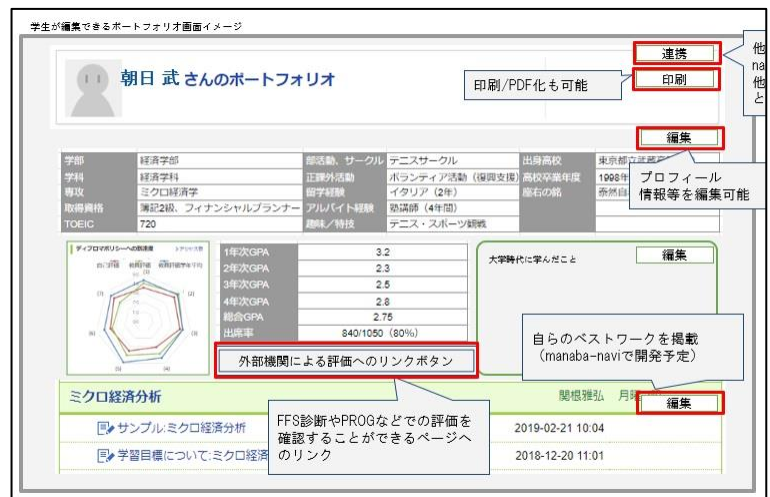 学生が編集できるポートフォリオ画面イメージ
朝日 武さんのポートフォリオ
連携
印刷
印刷/PDF化も可能
他
na
他
と
編集
プロフィール
情報等を編集可能
学部 経済学部 部活動、サークル テニスサークル 出身高校
学科 経済学科 正課外活動 ボランティア活動（復興支援） 高校卒業年度 1998年
専攻 ミクロ経済学 留学経験 イタリア（2年） 座右の銘 泰然自
取得資格 簿記2級、フィナンシャルプランナー アルバイト経験 塾講師（4年間）
TOEIC 720 趣味／特技 テニス・スポーツ観戦
ディプロマポリシーへの到達度
(1)
(2)
(3)
(4)
(5)
(6)
(7)
1年次GPA 3.2
2年次GPA 2.3
3年次GPA 2.5
4年次GPA 2.8
総合GPA 2.75
出席率 840/1050（80%）
大学時代に学んだこと
編集
外部機関による評価へのリンクボタン
自らのベストワークを掲載
（manaba-naviで開発予定）
ミクロ経済分析 関根雅弘 月曜
編集
サンプル:ミクロ経済分析 2019-02-21 10:04
学習目標について:ミクロ経済 2018-12-20 11:01
FFS診断やPROGなどでの評価を
確認することができるページへ
のリンク